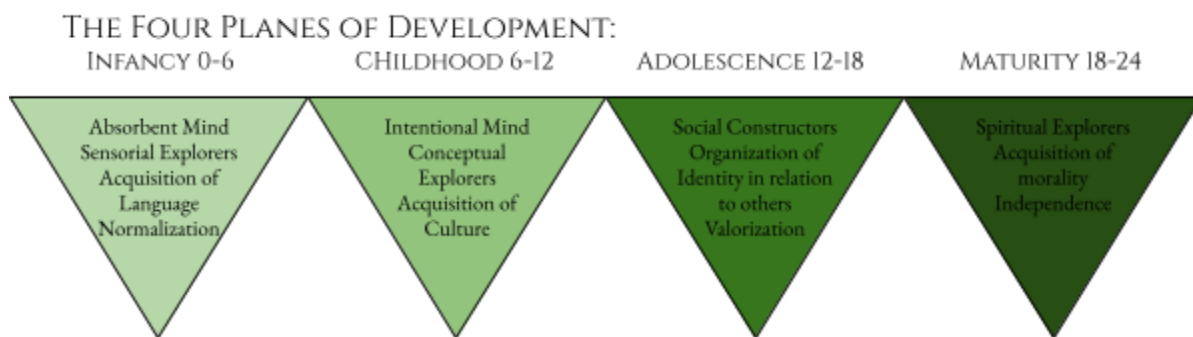 The Four Planes of Development:
Infancy 0-6
CHildhood 6-12
Adolescence 12-18
Maturity 18-24
Absorbent Mind
Sensorial Explorers
Acquisition of
Language
Normalization
Intentional Mind
Conceptual
Explorers
Acquisition of
Culture
Social Constructors
Organization of
Identity in relation
to others
Valorization
Spiritual Explorers
Acquisition of
morality
Independence